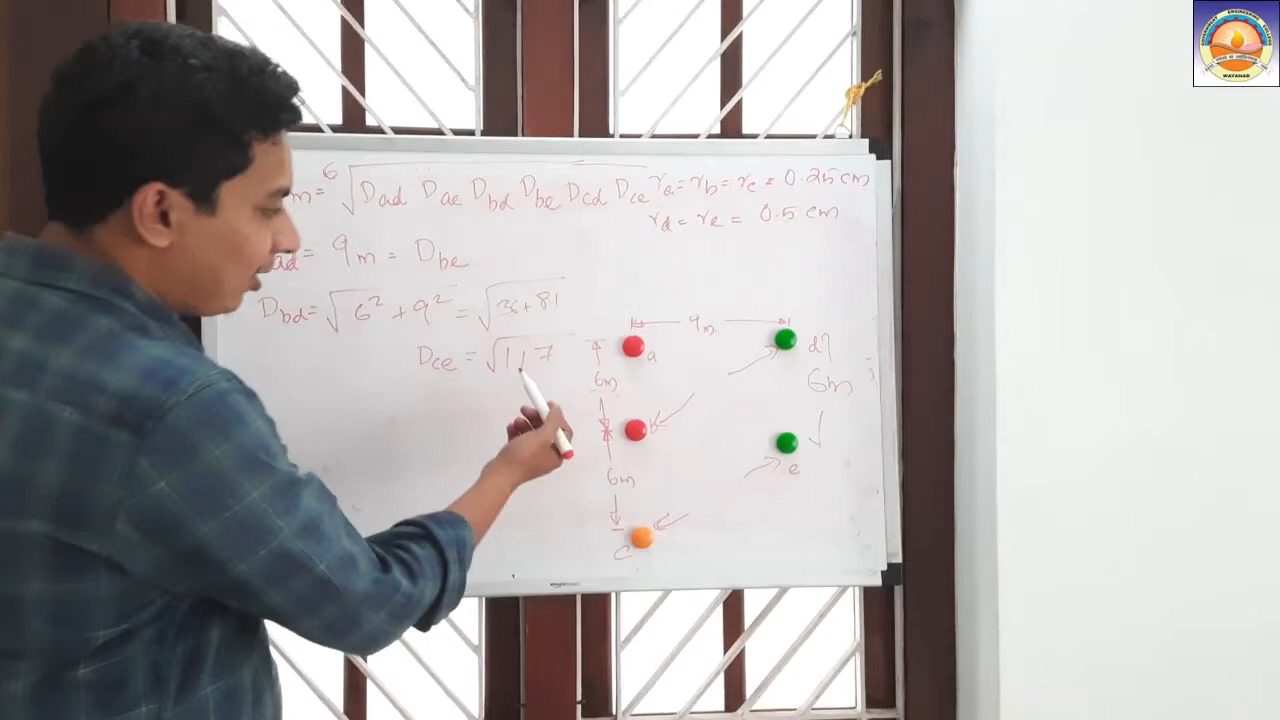 m = 6√ Dad Dae Dbd Dbe Dcd Dce
ra = rb = rc = 0.25 cm
rd = re = 0.5 cm
ad = 9m = Dbe
Dbd = √6² + 9² = √36 + 81
Dce = √117
9m
a
d
6m
6m
b
e
6m
c
WAYANAD